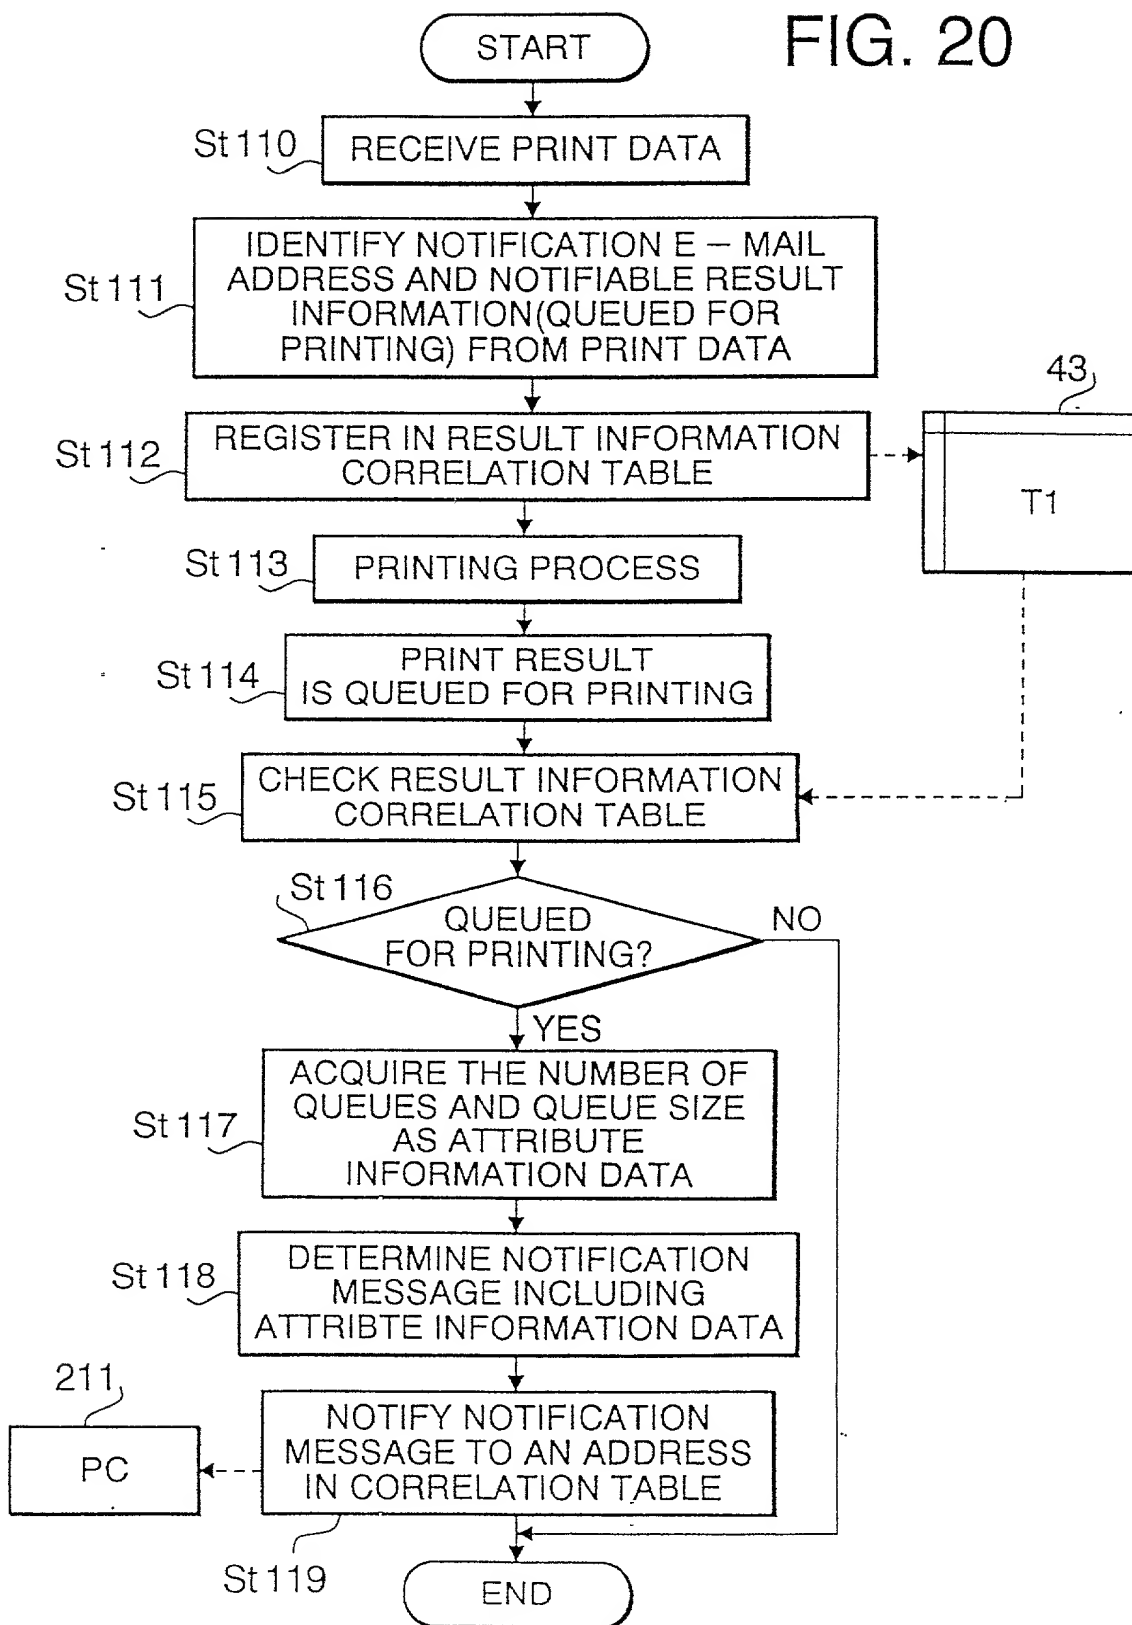 FIG. 20
START
St 110
RECEIVE PRINT DATA
St 111
IDENTIFY NOTIFICATION E – MAIL
ADDRESS AND NOTIFIABLE RESULT
INFORMATION(QUEUED FOR
PRINTING) FROM PRINT DATA
43
St 112
REGISTER IN RESULT INFORMATION
CORRELATION TABLE
T1
St 113
PRINTING PROCESS
St 114
PRINT RESULT
IS QUEUED FOR PRINTING
St 115
CHECK RESULT INFORMATION
CORRELATION TABLE
St 116
QUEUED
FOR PRINTING?
NO
YES
St 117
ACQUIRE THE NUMBER OF
QUEUES AND QUEUE SIZE
AS ATTRIBUTE
INFORMATION DATA
St 118
DETERMINE NOTIFICATION
MESSAGE INCLUDING
ATTRIBTE INFORMATION DATA
211
PC
NOTIFY NOTIFICATION
MESSAGE TO AN ADDRESS
IN CORRELATION TABLE
St 119
END